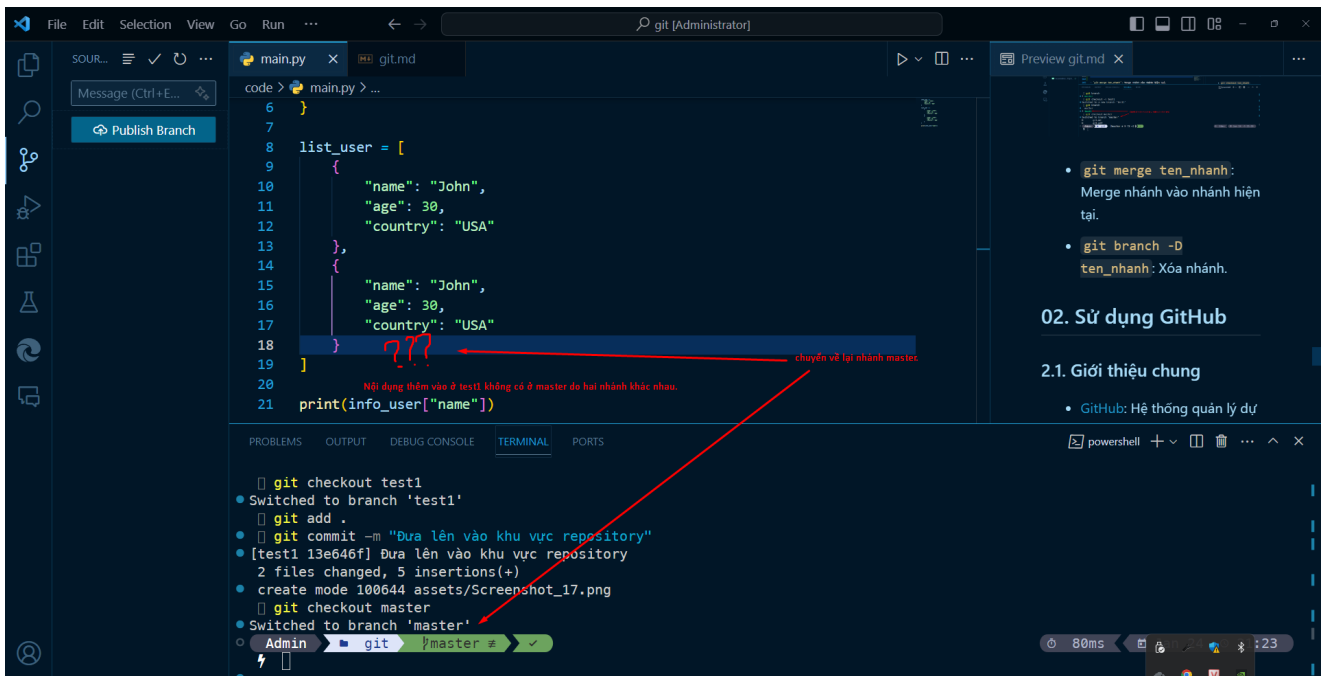 File Edit Selection View Go Run ···
git [Administrator]
SOUR...
Message (Ctrl+E...
Publish Branch
main.py
git.md
code > main.py > ...
6 }
7
8 list_user = [
9 {
10 "name": "John",
11 "age": 30,
12 "country": "USA"
13 },
14 {
15 "name": "John",
16 "age": 30,
17 "country": "USA"
18 }
???
chuyển về lại nhánh master.
19 ]
20
Nội dụng thêm vào ở test1 không có ở master do hai nhánh khác nhau.
21 print(info_user["name"])
Preview git.md
git merge ten_nhanh:
Merge nhánh vào nhánh hiện
tại.
git branch -D
ten_nhanh: Xóa nhánh.
02. Sử dụng GitHub
2.1. Giới thiệu chung
GitHub: Hệ thống quản lý dự
PROBLEMS OUTPUT DEBUG CONSOLE TERMINAL PORTS
powershell
git checkout test1
Switched to branch 'test1'
git add .
git commit -m "Đưa lên vào khu vực repository"
[test1 13e646f] Đưa lên vào khu vực repository
2 files changed, 5 insertions(+)
create mode 100644 assets/Screenshot_17.png
git checkout master
Switched to branch 'master'
Admin git master ≢ ✓
80ms
:23